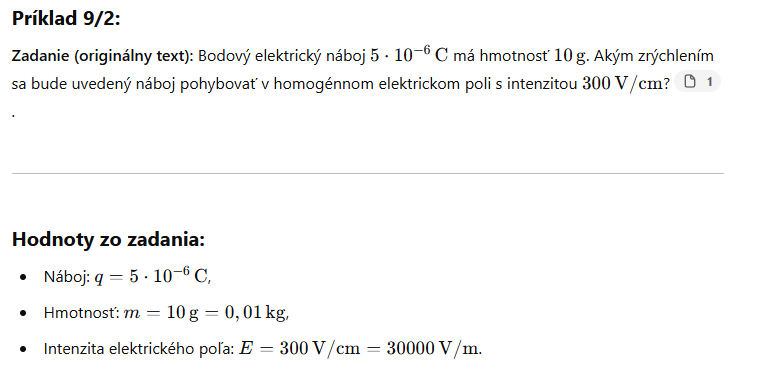 Príklad 9/2:
Zadanie (originálny text): Bodový elektrický náboj 5 · 10⁻⁶ C má hmotnosť 10 g. Akým zrýchlením
sa bude uvedený náboj pohybovať v homogénnom elektrickom poli s intenzitou 300 V/cm? 1
.
Hodnoty zo zadania:
• Náboj: q = 5 · 10⁻⁶ C,
• Hmotnosť: m = 10 g = 0,01 kg,
• Intenzita elektrického poľa: E = 300 V/cm = 30000 V/m.